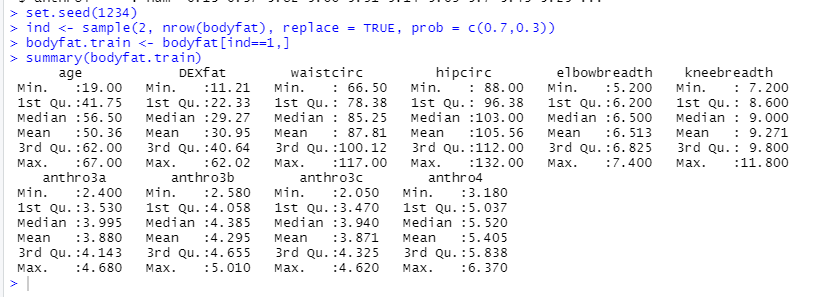 > set.seed(1234)
> ind <- sample(2, nrow(bodyfat), replace = TRUE, prob = c(0.7,0.3))
> bodyfat.train <- bodyfat[ind==1,]
> summary(bodyfat.train)
      age            DEXfat        waistcirc         hipcirc        elbowbreadth    kneebreadth
 Min.   :19.00   Min.   :11.21   Min.   : 66.50   Min.   : 88.00   Min.   :5.200   Min.   : 7.200
 1st Qu.:41.75   1st Qu.:22.33   1st Qu.: 78.38   1st Qu.: 96.38   1st Qu.:6.200   1st Qu.: 8.600
 Median :56.50   Median :29.27   Median : 85.25   Median :103.00   Median :6.500   Median : 9.000
 Mean   :50.36   Mean   :30.95   Mean   : 87.81   Mean   :105.56   Mean   :6.513   Mean   : 9.271
 3rd Qu.:62.00   3rd Qu.:40.64   3rd Qu.:100.12   3rd Qu.:112.00   3rd Qu.:6.825   3rd Qu.: 9.800
 Max.   :67.00   Max.   :62.02   Max.   :117.00   Max.   :132.00   Max.   :7.400   Max.   :11.800
    anthro3a        anthro3b        anthro3c        anthro4
 Min.   :2.400   Min.   :2.580   Min.   :2.050   Min.   :3.180
 1st Qu.:3.530   1st Qu.:4.058   1st Qu.:3.470   1st Qu.:5.037
 Median :3.995   Median :4.385   Median :3.940   Median :5.520
 Mean   :3.880   Mean   :4.295   Mean   :3.871   Mean   :5.405
 3rd Qu.:4.143   3rd Qu.:4.655   3rd Qu.:4.325   3rd Qu.:5.838
 Max.   :4.680   Max.   :5.010   Max.   :4.620   Max.   :6.370
>